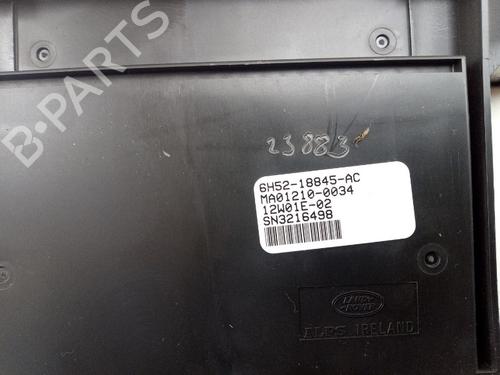 B-PARTS
23883
6H52-18845-AC
MA01210-0034
12W01E-02
SN3216498
LAND
ROVER
ALPS IRELAND